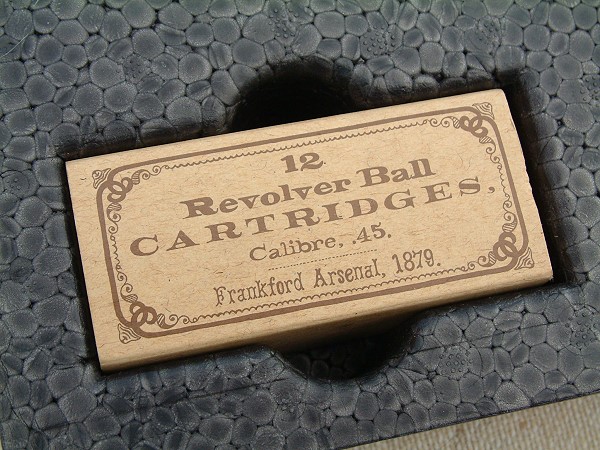 12
Revolver Ball
CARTRIDGES,
Calibre, .45.
Frankford Arsenal, 1879.